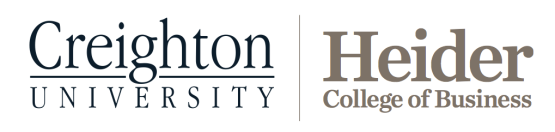 Creighton
UNIVERSITY
Heider
College of Business